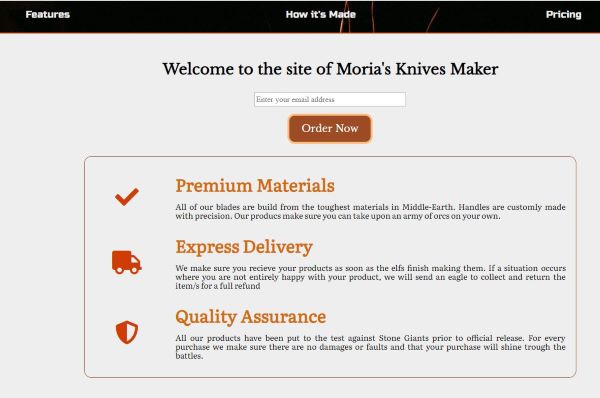 Features How it's Made Pricing
Welcome to the site of Moria's Knives Maker
Enter your email address
Order Now
Premium Materials
All of our blades are build from the toughest materials in Middle-Earth. Handles are customly made
with precision. Our producs make sure you can take upon an army of orcs on your own.
Express Delivery
We make sure you recieve your products as soon as the elfs finish making them. If a situation occurs
where you are not entirely happy with your product, we will send an eagle to collect and return the
item/s for a full refund
Quality Assurance
All our products have been put to the test against Stone Giants prior to official release. For every
purchase we make sure there are no damages or faults and that your purchase will shine trough the
battles.